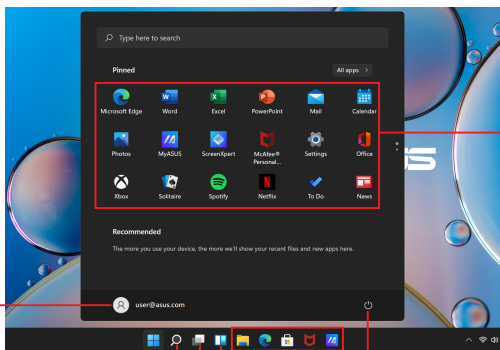 Type here to search
Pinned
All apps >
Microsoft Edge
Word
Excel
PowerPoint
Mail
Calendar
Photos
MyASUS
ScreenXpert
McAfee®
Personal...
Settings
Office
Xbox
Solitaire
Spotify
Netflix
To Do
News
Recommended
The more you use your device, the more we'll show your recent files and new apps here.
user@asus.com